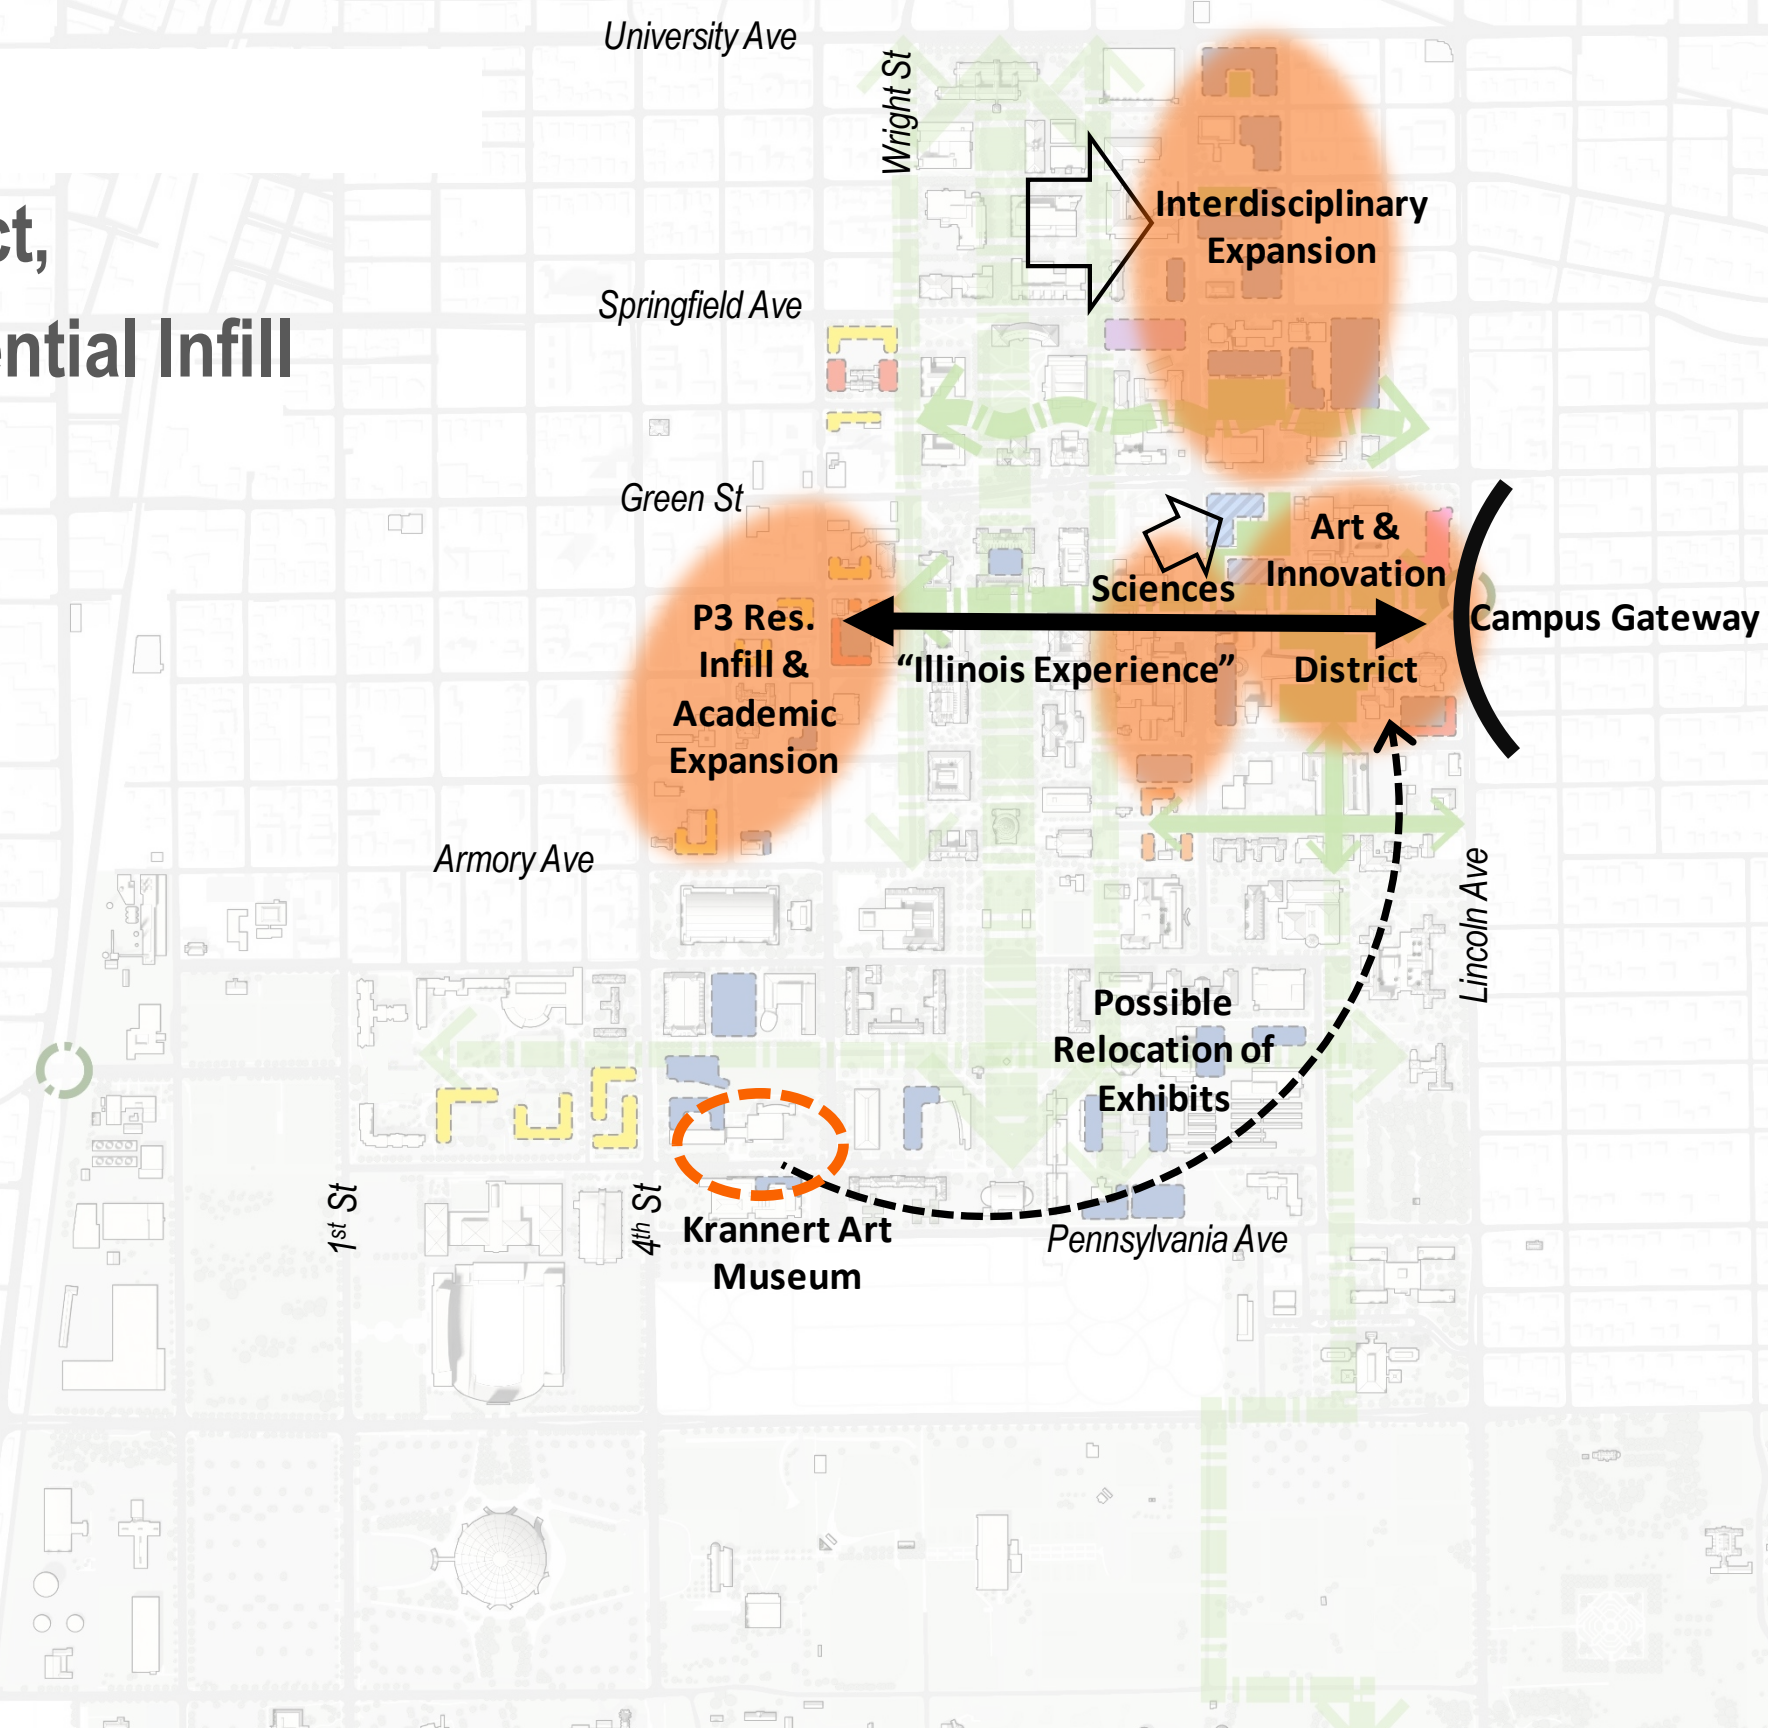 University Ave
Wright St
ct,
Interdisciplinary
Expansion
Springfield Ave
ential Infill
Green St
Art &
Innovation
Sciences
P3 Res.
Infill &
Academic
Expansion
Campus Gateway
“Illinois Experience”
District
Armory Ave
Lincoln Ave
Possible
Relocation of
Exhibits
1st St
4th St
Krannert Art
Museum
Pennsylvania Ave